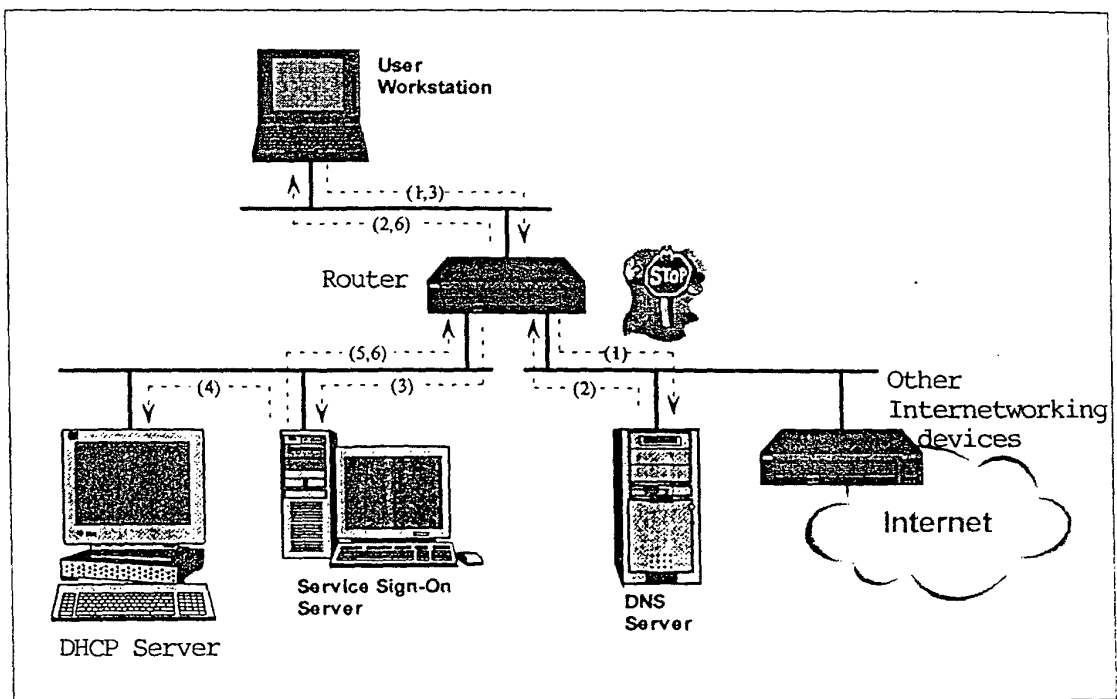 User
Workstation
(1,3)
(2,6)
Router
STOP
(5,6)
(1)
(4)
(3)
(2)
Other
Internetworking
devices
Internet
Service Sign-On
Server
DNS
Server
DHCP Server